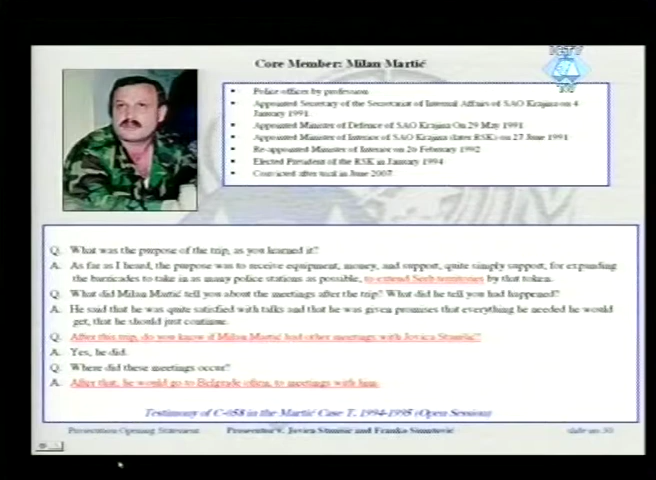 Core Member: Milan Martić
ICTY
Police officer by profession
Appointed Secretary of the Secretariat of Internal Affairs of SAO Krajina on 4
January 1991
Appointed Minister of Defence of SAO Krajina On 29 May 1991
Appointed Minister of Interior of SAO Krajina (later RSK) on 27 June 1991
Re-appointed Minister of Interior on 26 February 1992
Elected President of the RSK in January 1994
Convicted after trial in June 2007
Q. What was the purpose of the trip, as you learned it?
A. As far as I heard, the purpose was to receive equipment, money, and support, quite simply support, for expanding
the barricades to take in as many police stations as possible, to extend Serb territories by that token.
Q. What did Milan Martić tell you about the meetings after the trip? What did he tell you had happened?
A. He said that he was quite satisfied with talks and that he was given promises that everything he needed he would
get, that he should just continue.
Q. After this trip, do you know if Milan Martić had other meetings with Jovica Stanišić?
A. Yes, he did.
Q. Where did these meetings occur?
A. After that, he would go to Belgrade often, to meetings with him.
Testimony of C-058 in the Martić Case T. 1994-1995 (Open Session)
Prosecution Opening Statement Prosecutor v. Jovica Stanišić and Franko Simatović slide no.30